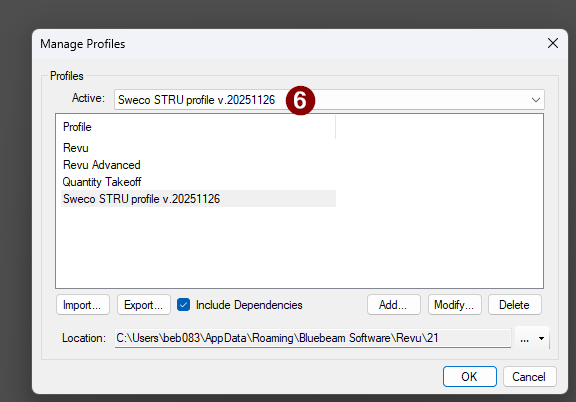 Manage Profiles
Profiles
Active: Sweco STRU profile v.20251126 6
Profile
Revu
Revu Advanced
Quantity Takeoff
Sweco STRU profile v.20251126
Import... Export... Include Dependencies Add... Modify... Delete
Location: C:\Users\beb083\AppData\Roaming\Bluebeam Software\Revu\21 ...
OK Cancel